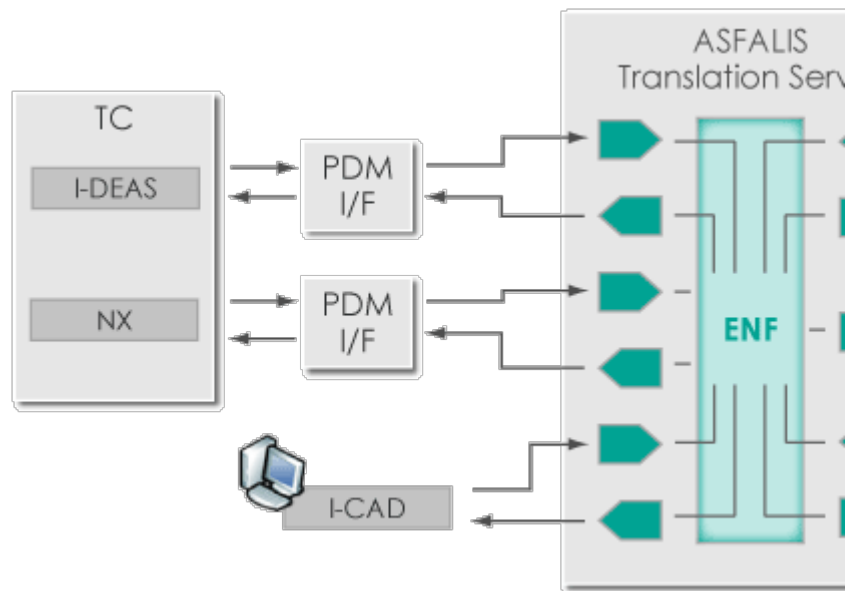 ASFALIS
Translation Serv
TC
I-DEAS
PDM
I/F
NX
PDM
I/F
ENF
I-CAD